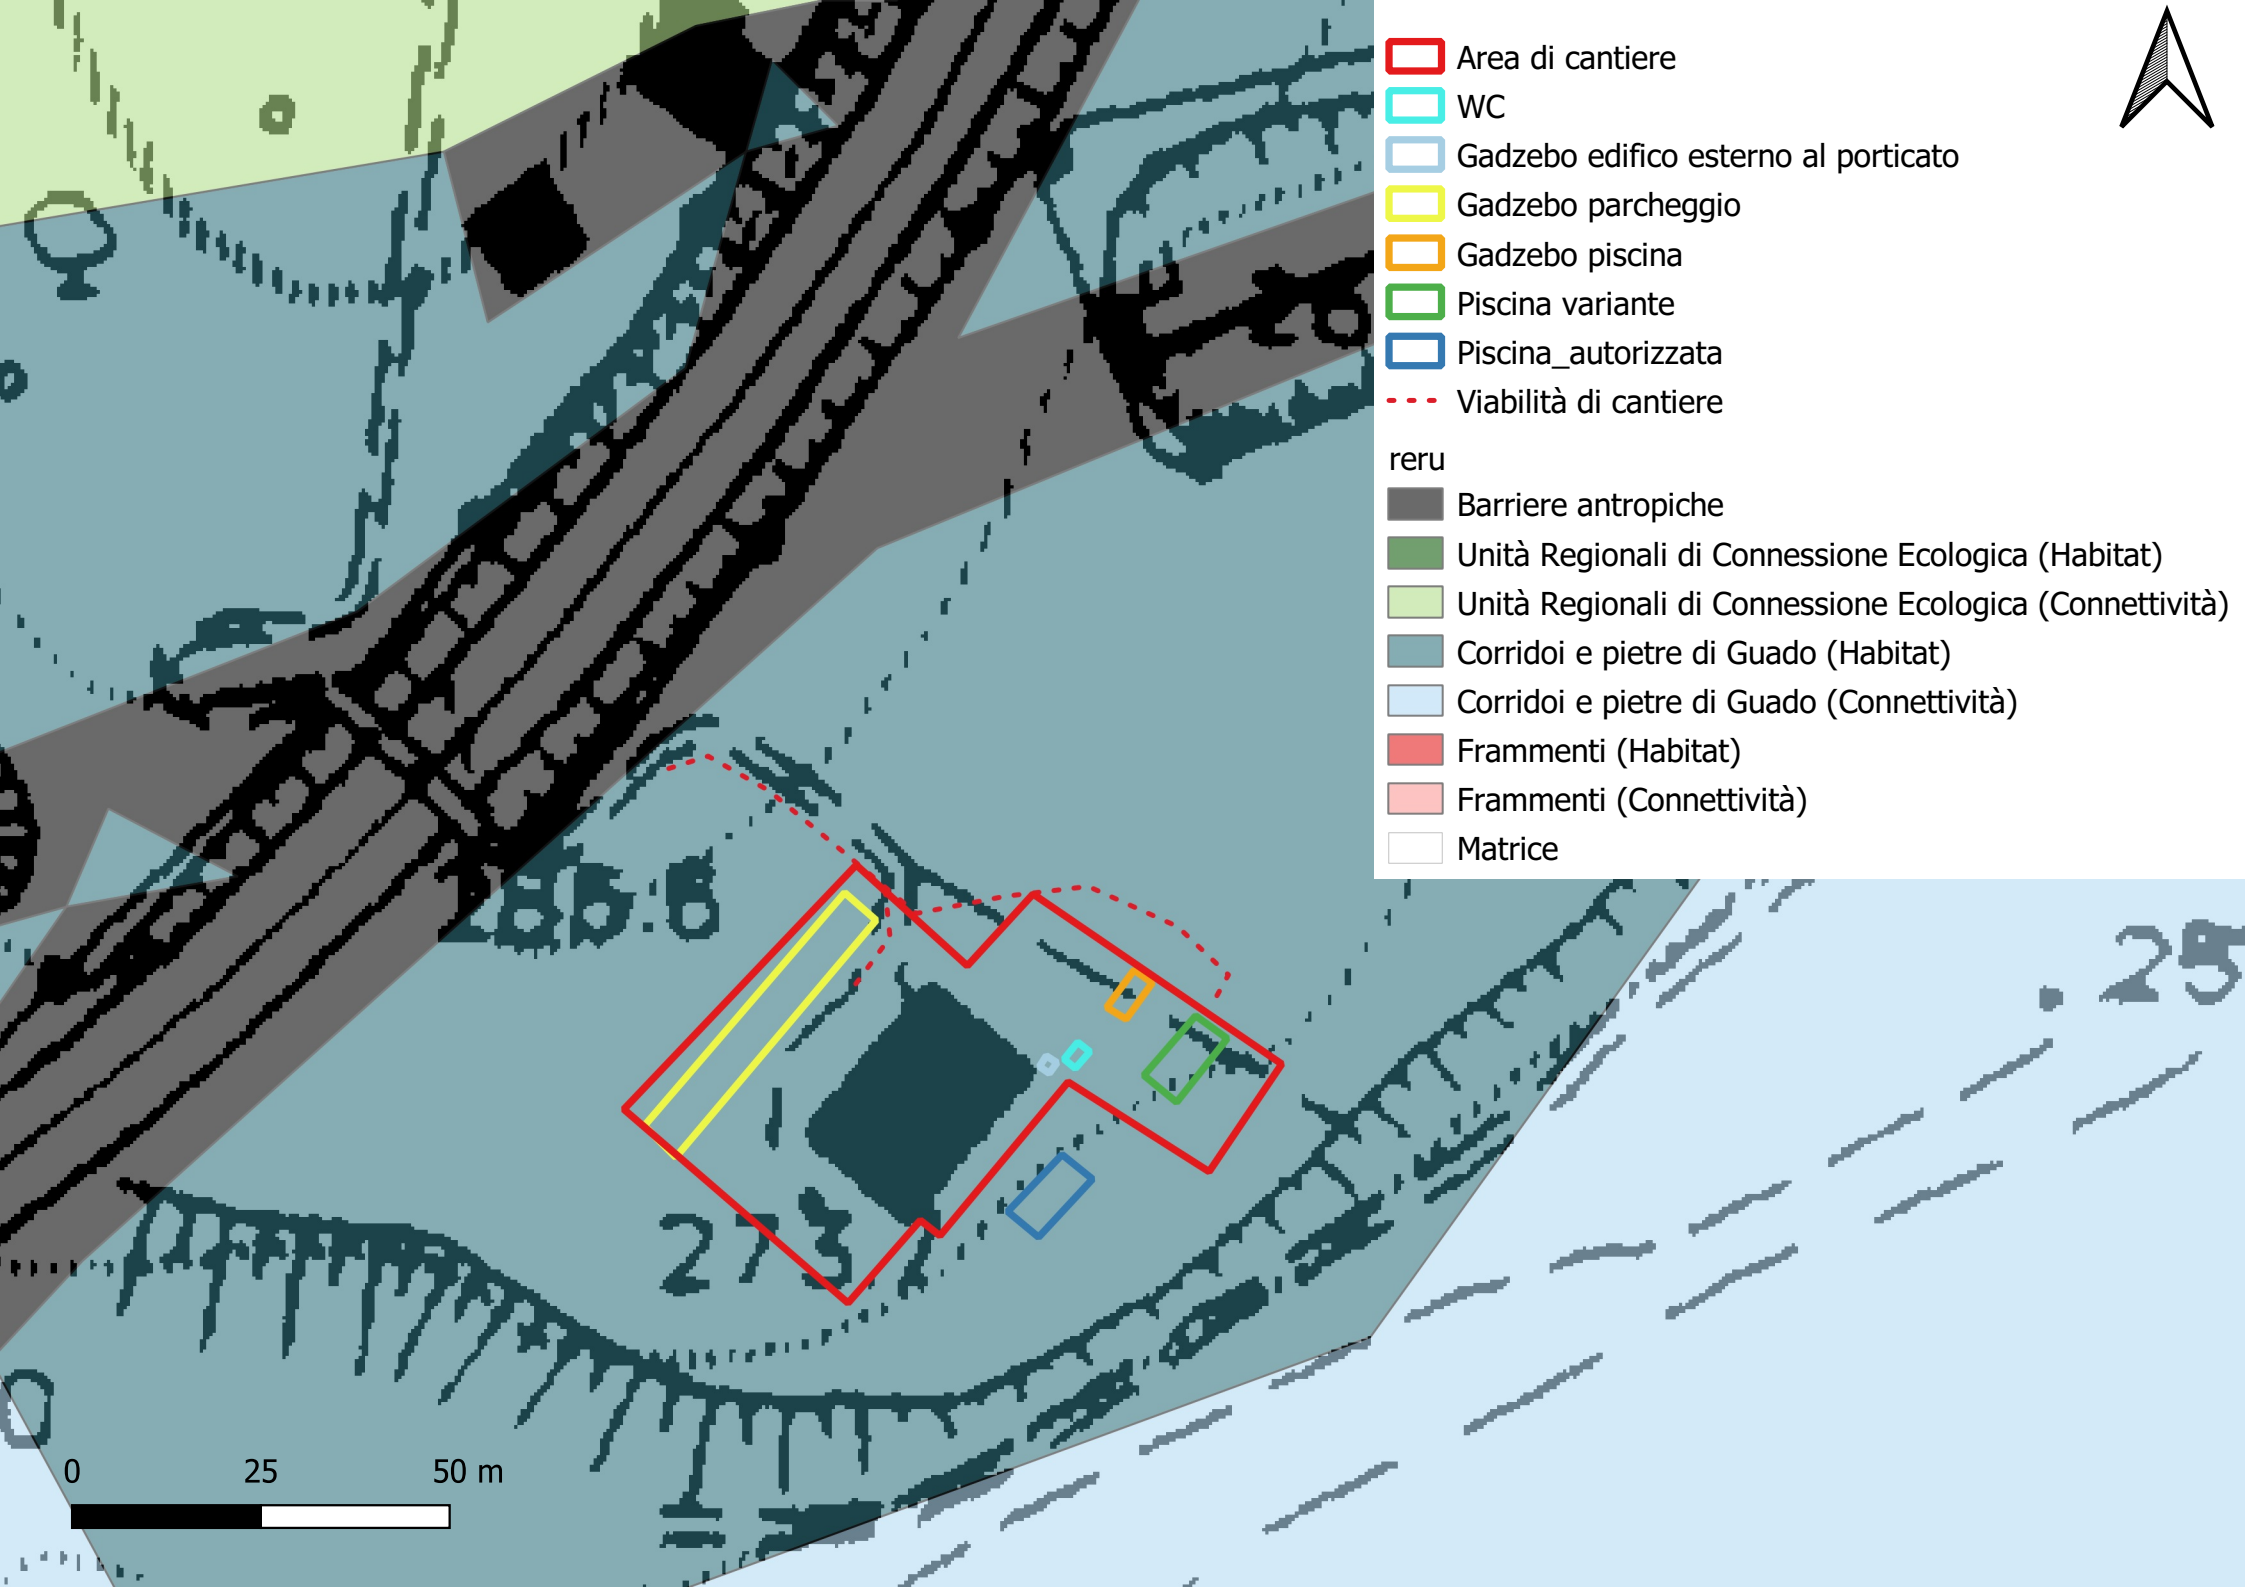 Area di cantiere
WC
Gadzebo edifico esterno al porticato
Gadzebo parcheggio
Gadzebo piscina
Piscina variante
Piscina_autorizzata
Viabilità di cantiere
reru
Barriere antropiche
Unità Regionali di Connessione Ecologica (Habitat)
Unità Regionali di Connessione Ecologica (Connettività)
Corridoi e pietre di Guado (Habitat)
Corridoi e pietre di Guado (Connettività)
Frammenti (Habitat)
Frammenti (Connettività)
Matrice
273
0 25 50 m